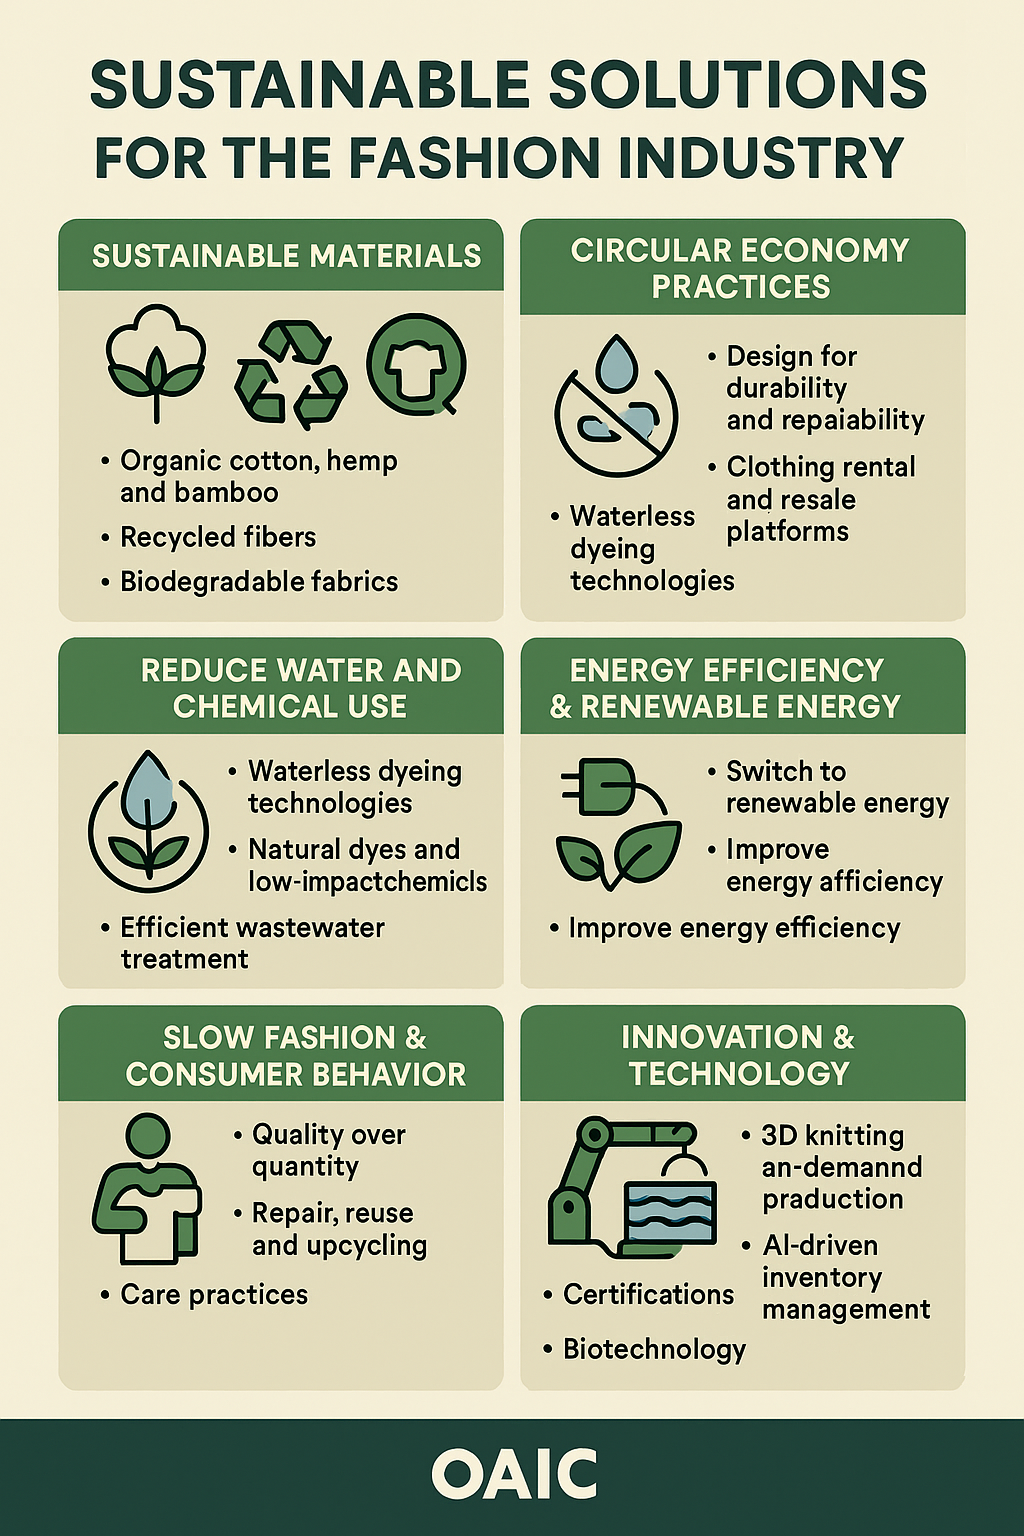 SUSTAINABLE SOLUTIONS
FOR THE FASHION INDUSTRY
SUSTAINABLE MATERIALS
• Organic cotton, hemp
and bamboo
• Recycled fibers
• Biodegradable fabrics
CIRCULAR ECONOMY
PRACTICES
• Design for
durability
and repaiability
• Clothing rental
and resale
platforms
• Waterless
dyeing
technologies
REDUCE WATER AND
CHEMICAL USE
• Waterless dyeing
technologies
• Natural dyes and
low-impactchemicls
• Efficient wastewater
treatment
ENERGY EFFICIENCY
& RENEWABLE ENERGY
• Switch to
renewable energy
• Improve
energy afficiency
• Improve energy efficiency
SLOW FASHION &
CONSUMER BEHAVIOR
• Quality over
quantity
• Repair, reuse
and upcycling
• Care practices
INNOVATION &
TECHNOLOGY
• 3D knitting
an-demannd
praduction
• AI-driven
inventory
management
• Certifications
• Biotechnology
OAIC